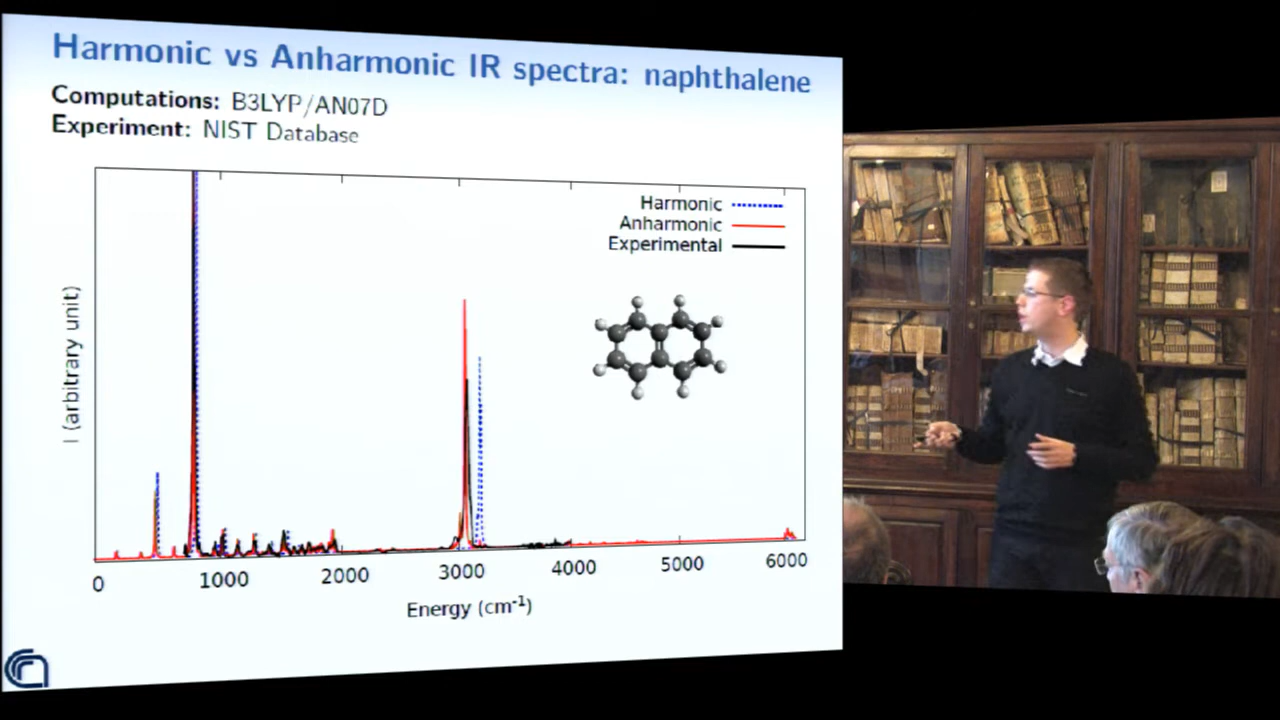 Harmonic vs Anharmonic IR spectra: naphthalene
Computations: B3LYP/AN07D
Experiment: NIST Database
Harmonic
Anharmonic
Experimental
I (arbitrary unit)
0 1000 2000 3000 4000 5000 6000
Energy (cm⁻¹)